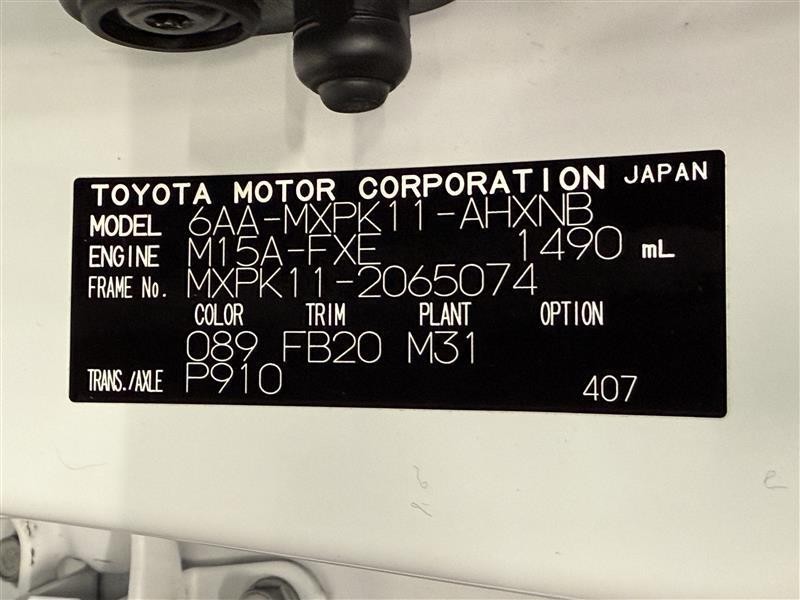 TOYOTA MOTOR CORPORATION JAPAN
MODEL 6AA-MXPK11-AHXNB
ENGINE M15A-FXE 1490 mL
FRAME No. MXPK11-2065074
COLOR TRIM PLANT OPTION
089 FB20 M31
TRANS./AXLE P910 407